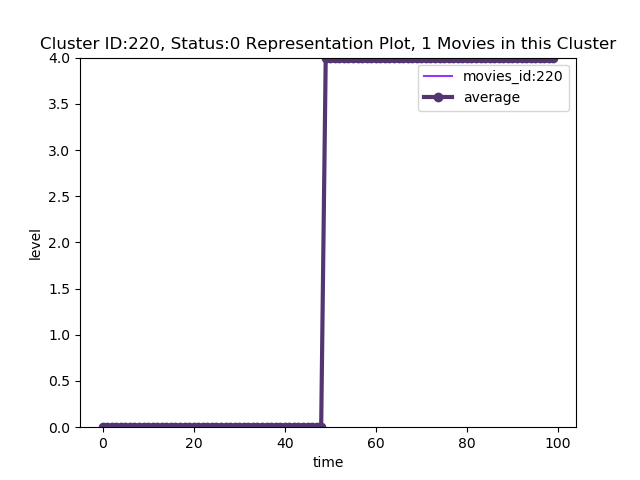 Cluster ID:220, Status:0 Representation Plot, 1 Movies in this Cluster
4.0
3.5
3.0
2.5
2.0
1.5
1.0
0.5
0.0
level
movies_id:220
average
0 20 40 60 80 100
time